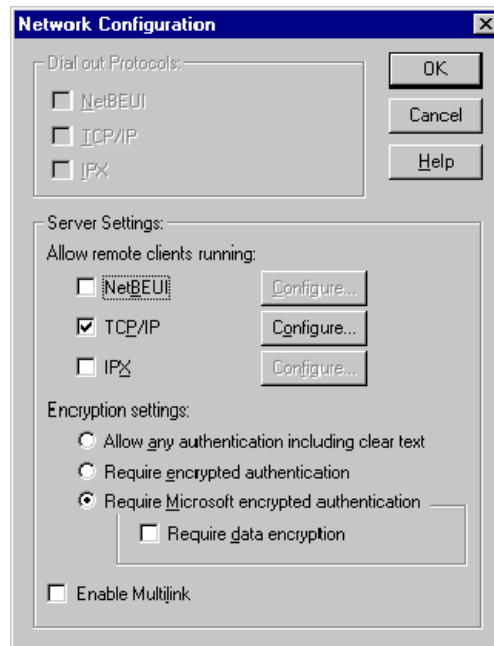 Network Configuration
Dial out Protocols:
NetBEUI
TCP/IP
IPX
OK
Cancel
Help
Server Settings:
Allow remote clients running:
NetBEUI Configure...
TCP/IP Configure...
IPX Configure...
Encryption settings:
Allow any authentication including clear text
Require encrypted authentication
Require Microsoft encrypted authentication
Require data encryption
Enable Multilink